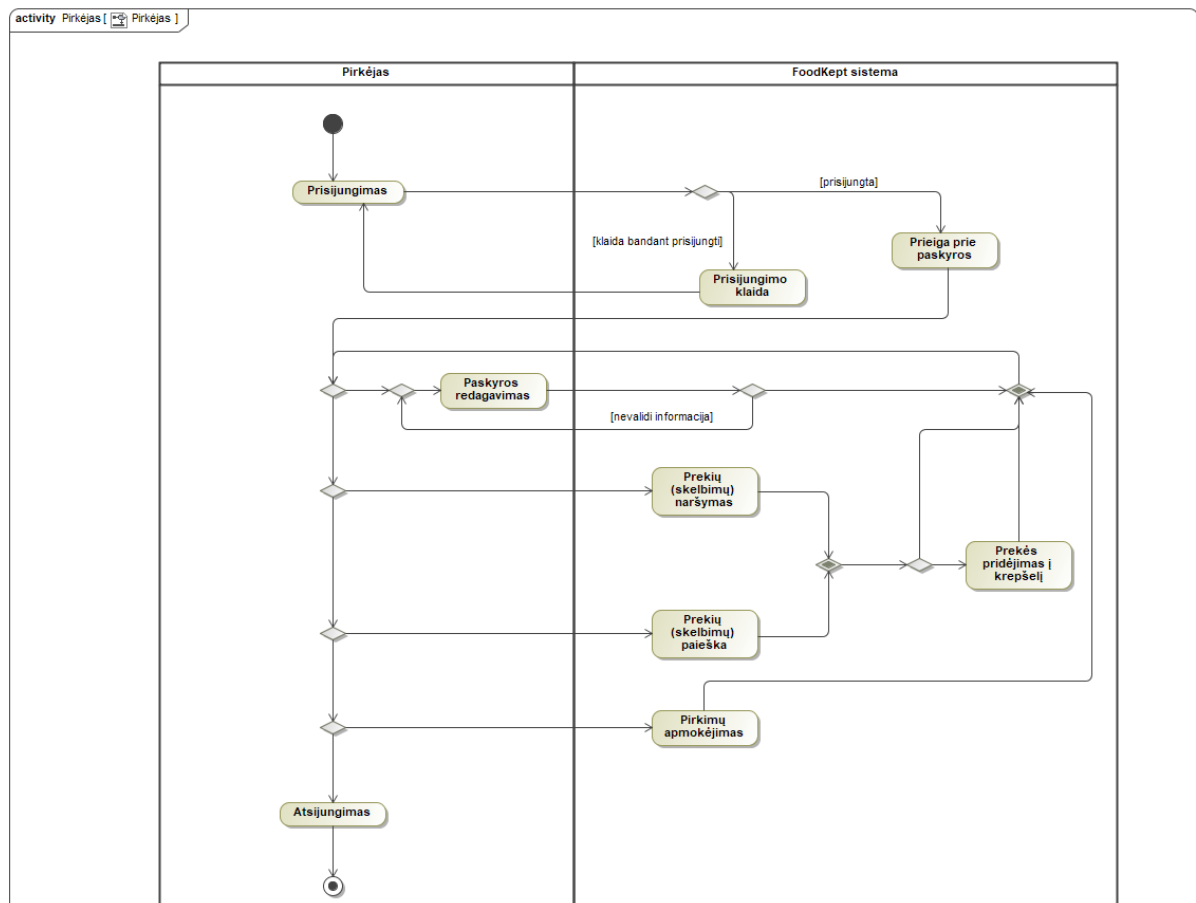 activity Pirkėjas [ Pirkėjas ]
Pirkėjas
FoodKept sistema
Prisijungimas
[prisijungta]
[klaida bandant prisijungti]
Prieiga prie
paskyros
Prisijungimo
klaida
Paskyros
redagavimas
[nevalidi informacija]
Prekių
(skelbimų)
naršymas
Prekės
pridėjimas į
krepšelį
Prekių
(skelbimų)
paieška
Pirkimų
apmokėjimas
Atsijungimas